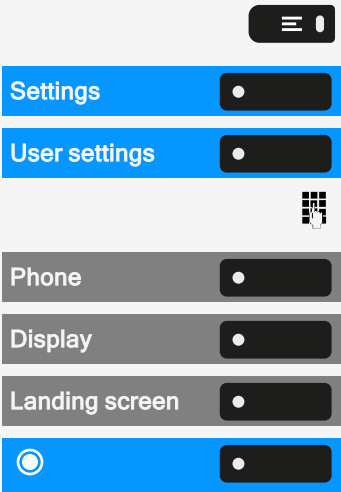 Settings
User settings
Phone
Display
Landing screen